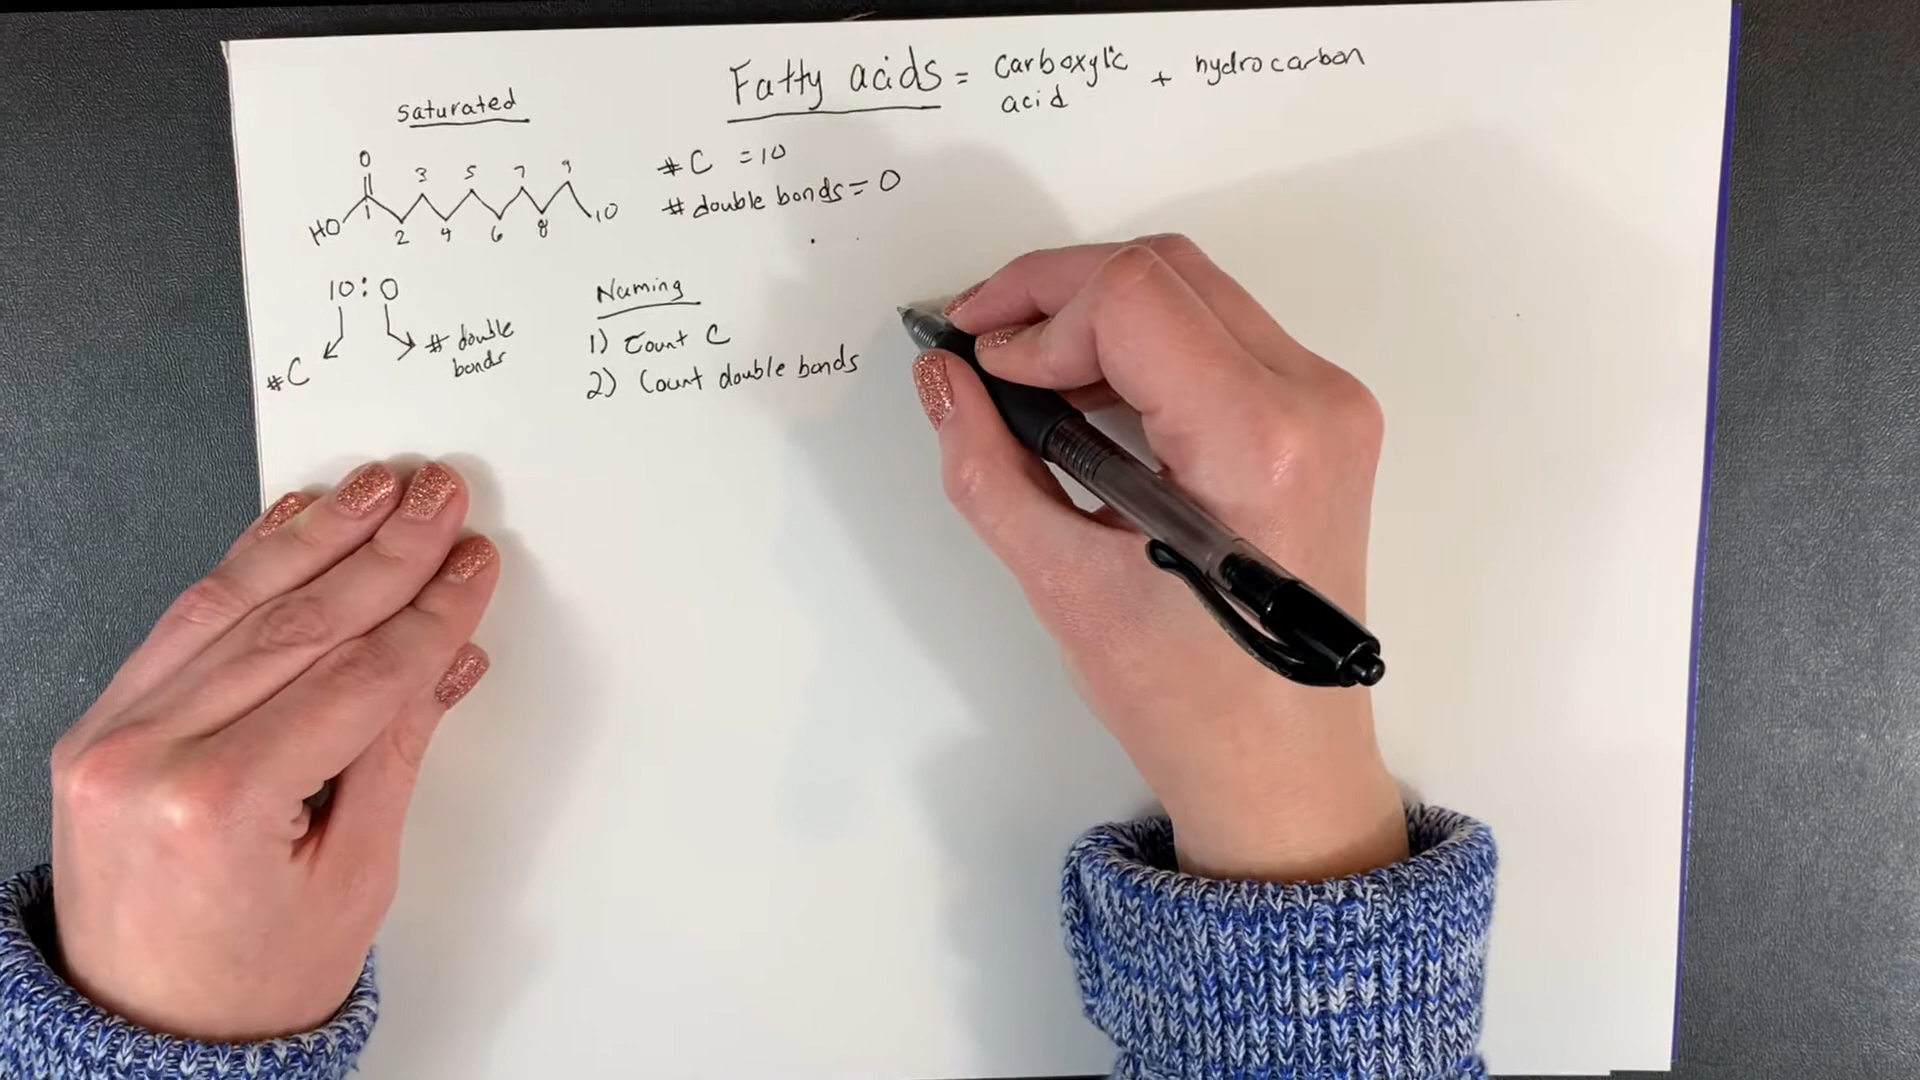 Fatty acids = carboxylic acid + hydrocarbon
saturated
O
HO
1 2 3 4 5 6 7 8 9 10
#C = 10
# double bonds = 0
10:0
#C
# double bonds
Naming
1) Count C
2) Count double bonds